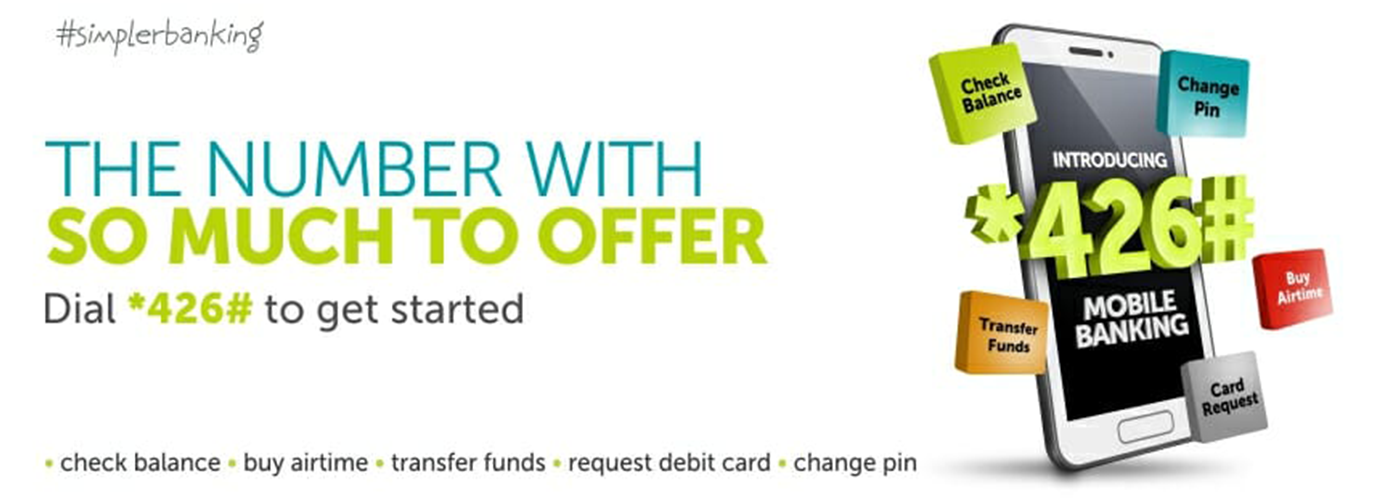 #simplerbanking
THE NUMBER WITH
SO MUCH TO OFFER
Dial *426# to get started
• check balance • buy airtime • transfer funds • request debit card • change pin
Check
Balance
Change
Pin
INTRODUCING
*426#
MOBILE
BANKING
Buy
Airtime
Transfer
Funds
Card
Request